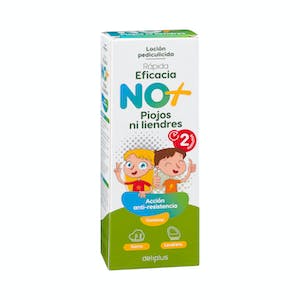 Loción
pediculicida
Rápida
Eficacia
NO+
Piojos
ni liendres
2
Acción
anti-resistencia
deliplus